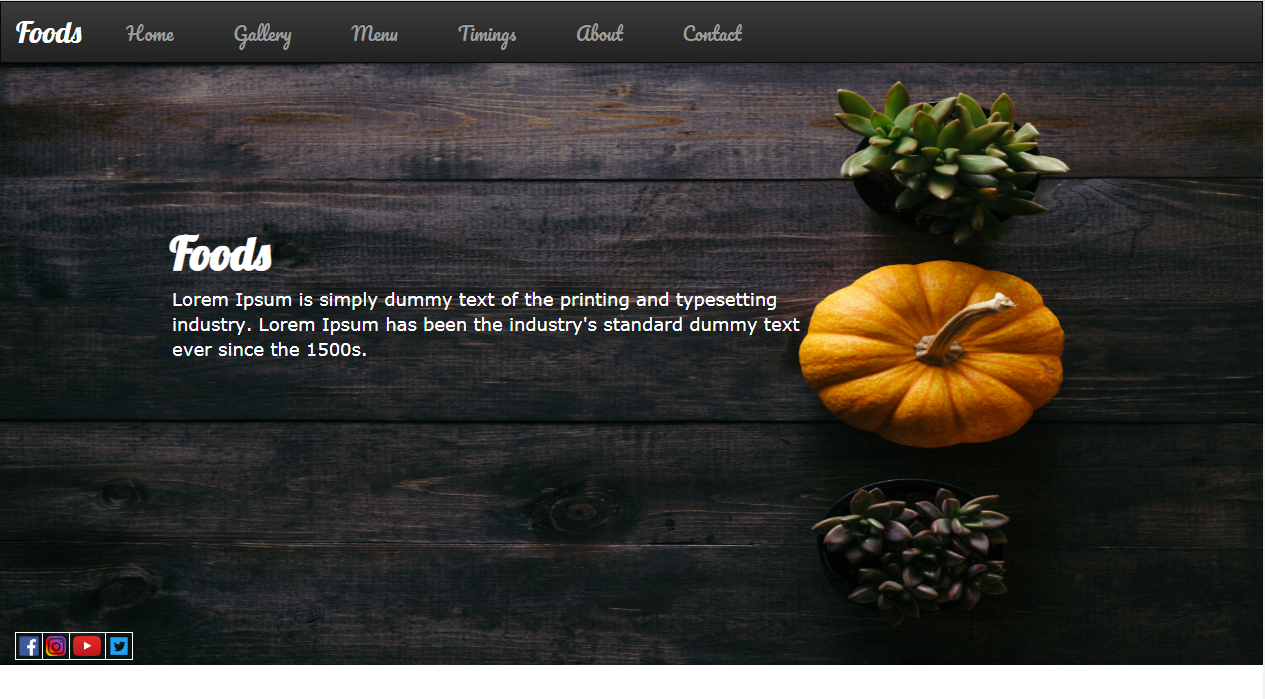 Foods Home Gallery Menu Timings About Contact
Foods
Lorem Ipsum is simply dummy text of the printing and typesetting
industry. Lorem Ipsum has been the industry's standard dummy text
ever since the 1500s.